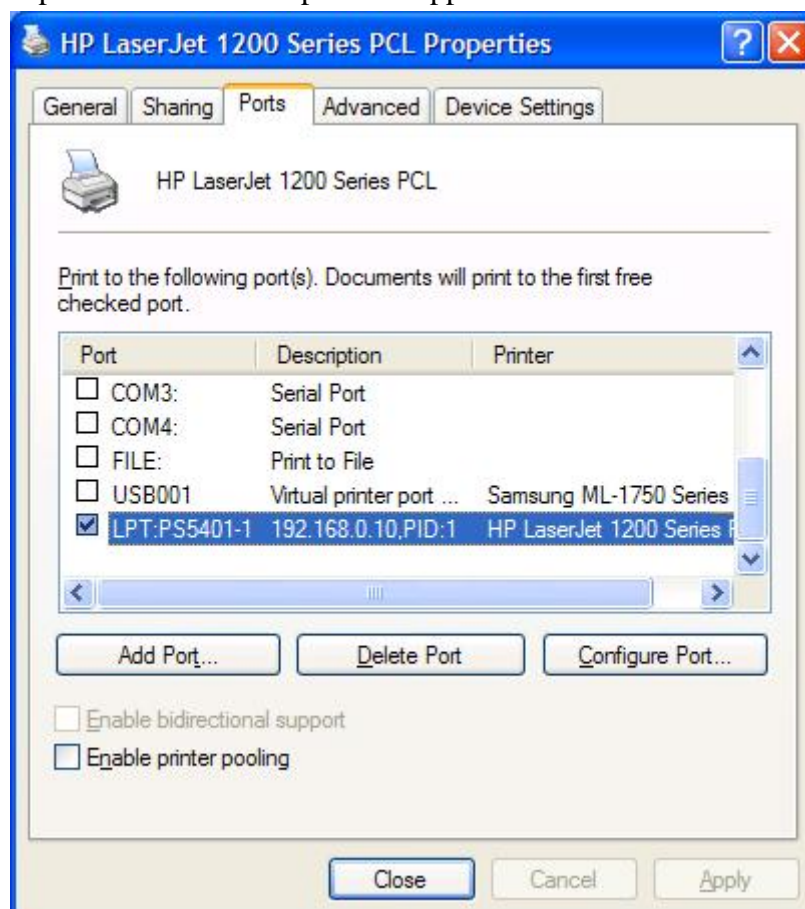 HP LaserJet 1200 Series PCL Properties
General Sharing Ports Advanced Device Settings
HP LaserJet 1200 Series PCL
Print to the following port(s). Documents will print to the first free
checked port.
Port Description Printer
COM3: Serial Port
COM4: Serial Port
FILE: Print to File
USB001 Virtual printer port ... Samsung ML-1750 Series
LPT:PS5401-1 192.168.0.10,PID:1 HP LaserJet 1200 Series
Add Port... Delete Port Configure Port...
Enable bidirectional support
Enable printer pooling
Close Cancel Apply